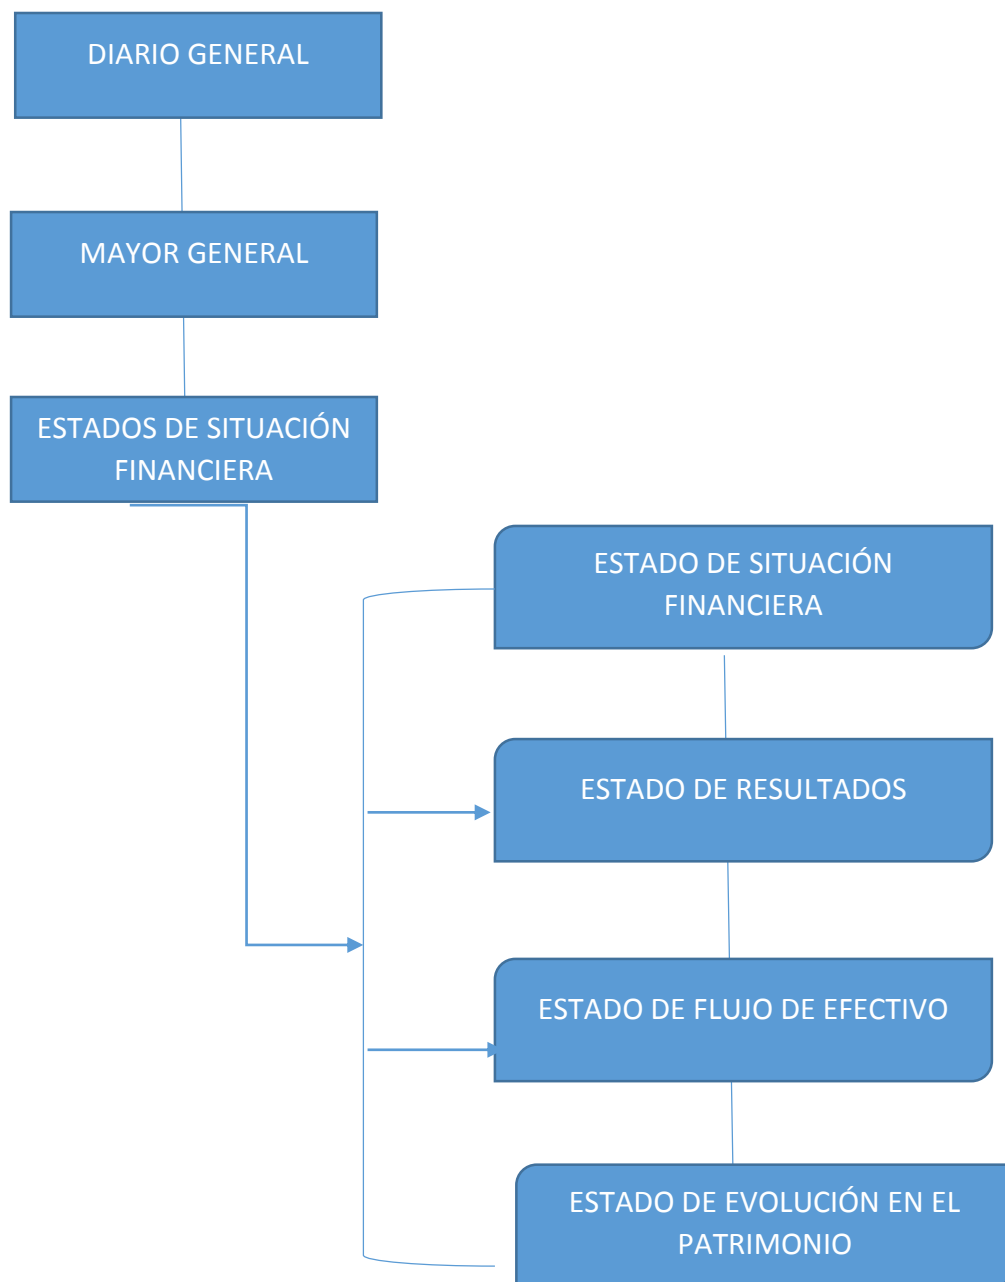 DIARIO GENERAL
MAYOR GENERAL
ESTADOS DE SITUACIÓN
FINANCIERA
ESTADO DE SITUACIÓN
FINANCIERA
ESTADO DE RESULTADOS
ESTADO DE FLUJO DE EFECTIVO
ESTADO DE EVOLUCIÓN EN EL
PATRIMONIO